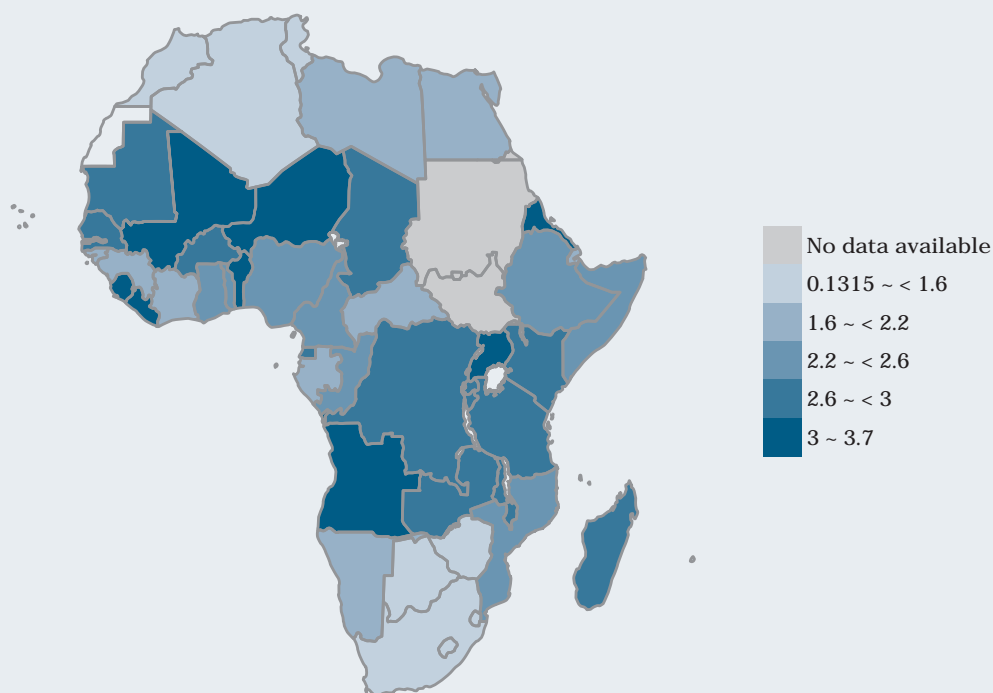 No data available
0.1315 ~ < 1.6
1.6 ~ < 2.2
2.2 ~ < 2.6
2.6 ~ < 3
3 ~ 3.7